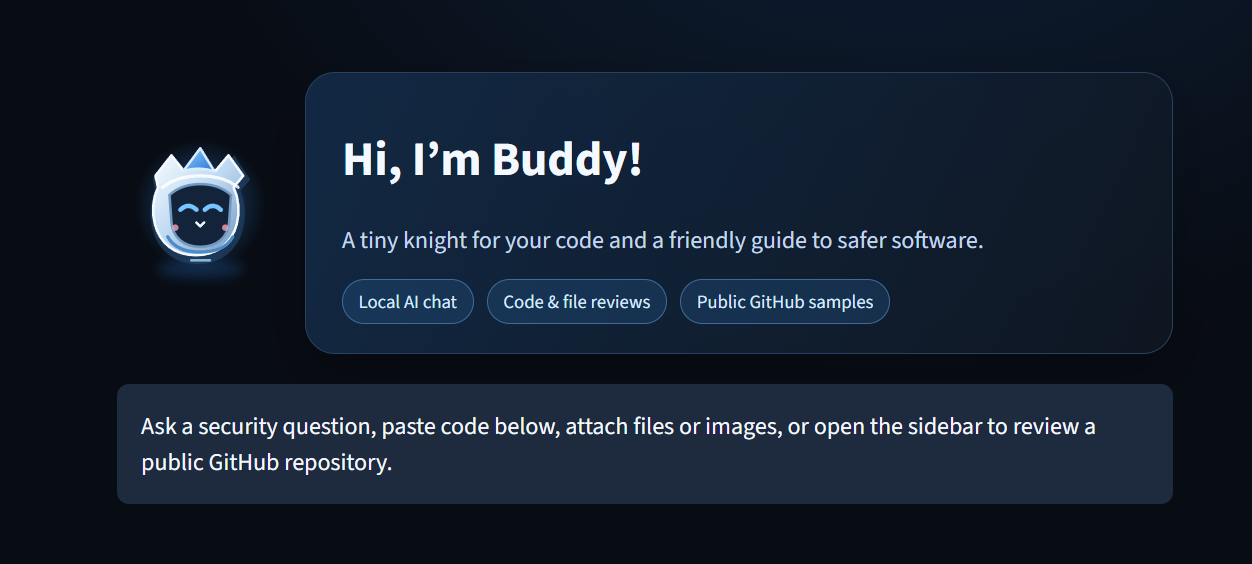 Hi, I’m Buddy!
A tiny knight for your code and a friendly guide to safer software.
Local AI chat
Code & file reviews
Public GitHub samples
Ask a security question, paste code below, attach files or images, or open the sidebar to review a
public GitHub repository.